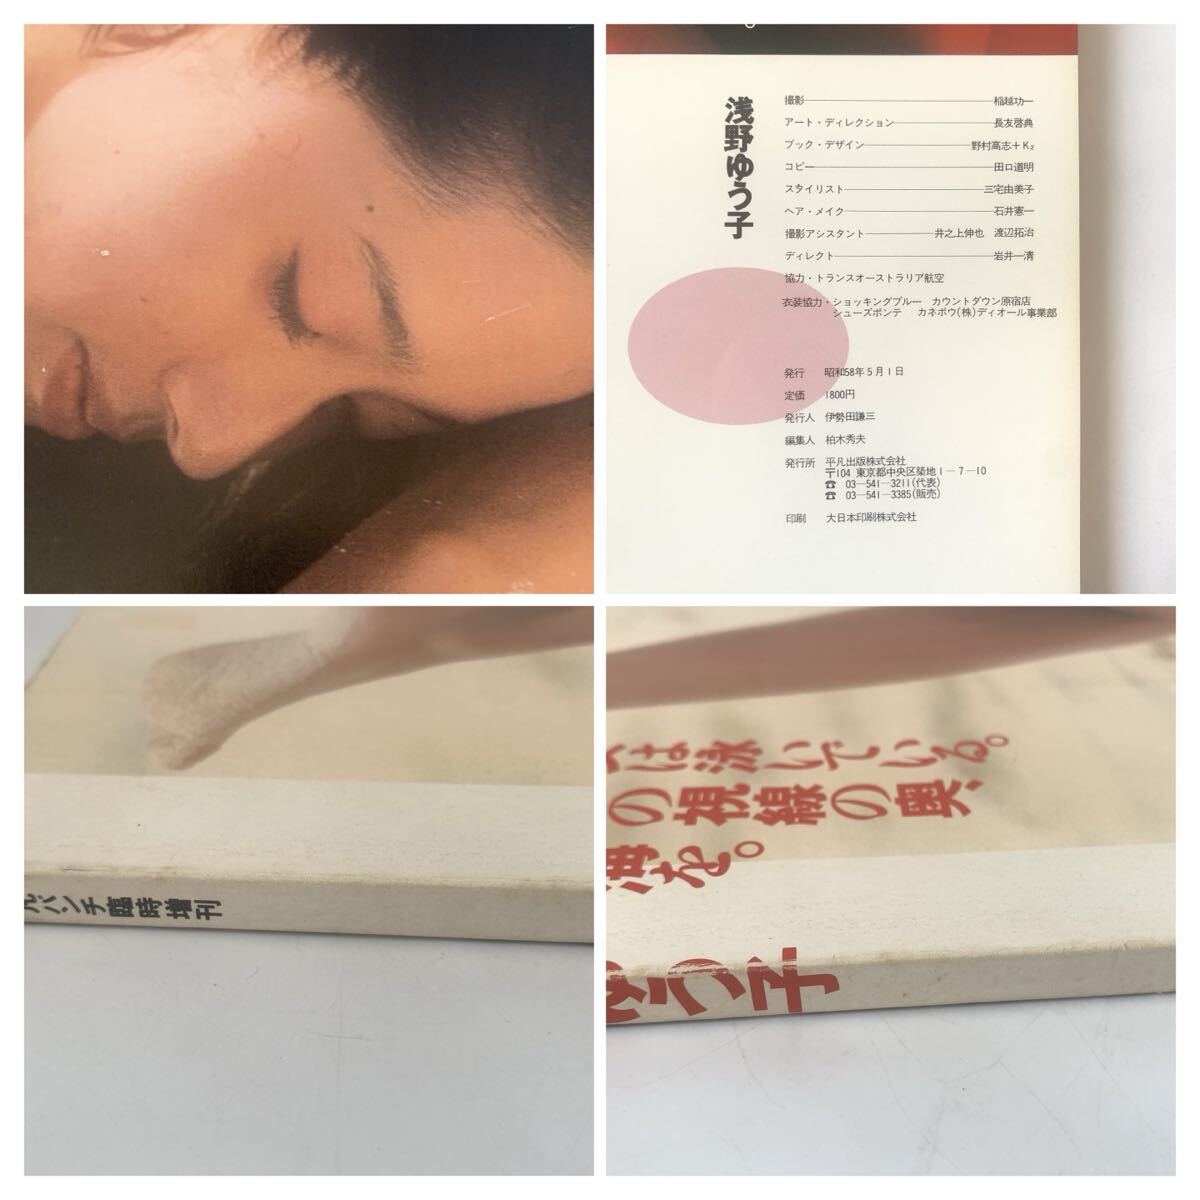 浅野ゆう子
撮影 稲越功一
アート・ディレクション 長友啓典
ブック・デザイン 野村高志+K₂
コピー 田口道明
スタイリスト 三宅由美子
ヘア・メイク 石井憲一
撮影アシスタント 井之上伸也 渡辺拓治
ディレクト 岩井一清
協力・トランスオーストラリア航空
衣装協力・ショッキングブルー カウントダウン原宿店
シューズポンテ カネボウ(株)ディオール事業部
発行 昭和58年5月1日
定価 1800円
発行人 伊勢田謙三
編集人 柏木秀夫
発行所 平凡出版株式会社
〒104 東京都中央区築地1-7-10
☎ 03-541-3211(代表)
☎ 03-541-3385(販売)
印刷 大日本印刷株式会社
パンチ臨時増刊
は泳いでいる。
の視線の奥、
海を。
ゆう子